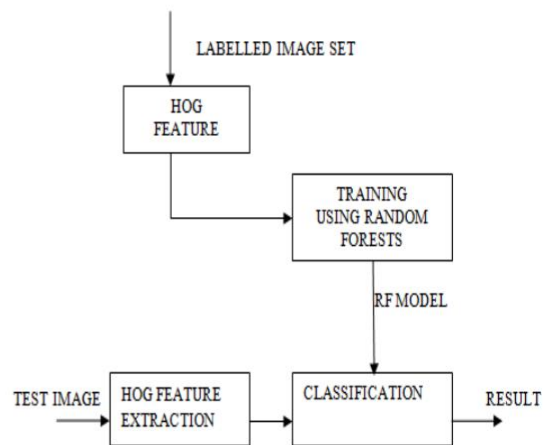 LABELLED IMAGE SET
HOG
FEATURE
TRAINING
USING RANDOM
FORESTS
RF MODEL
TEST IMAGE
HOG FEATURE
EXTRACTION
CLASSIFICATION
RESULT